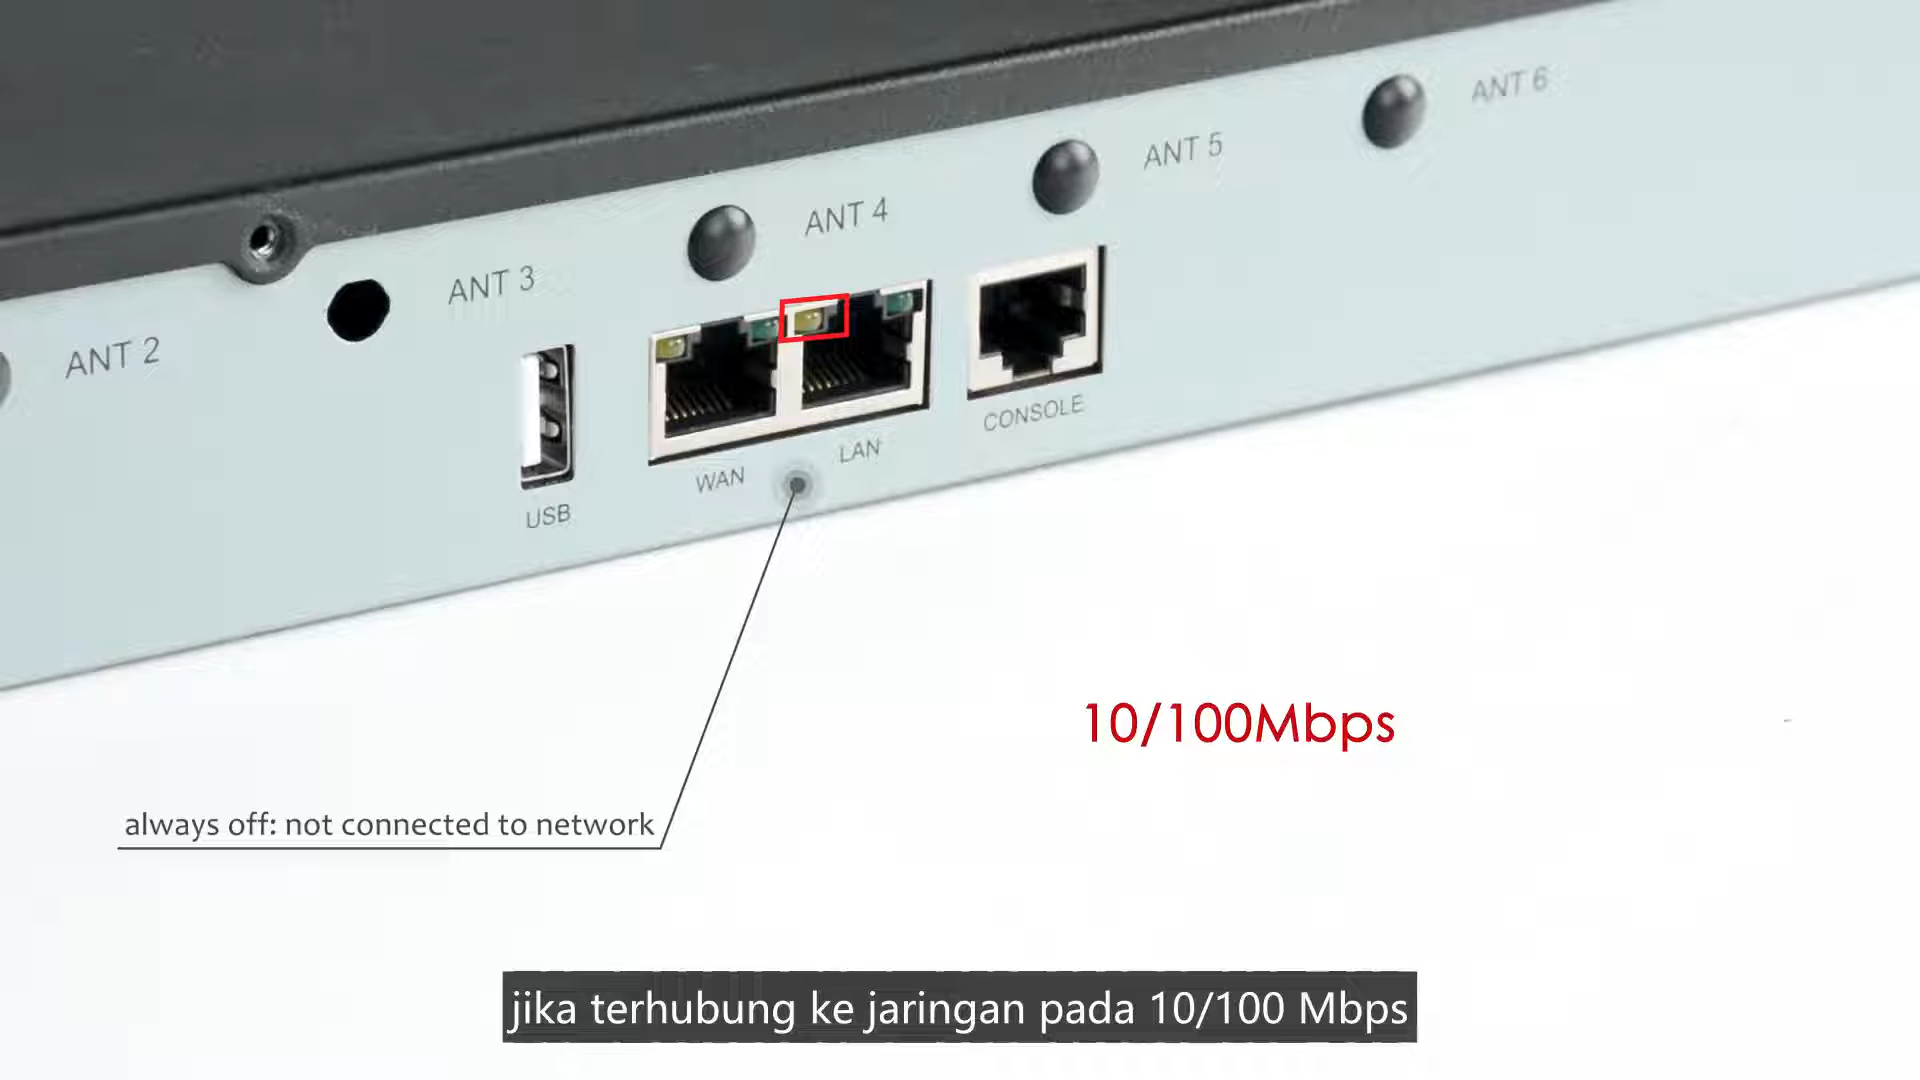 ANT 6
ANT 5
ANT 4
ANT 3
ANT 2
CONSOLE
LAN
WAN
USB
10/100Mbps
always off: not connected to network
jika terhubung ke jaringan pada 10/100 Mbps